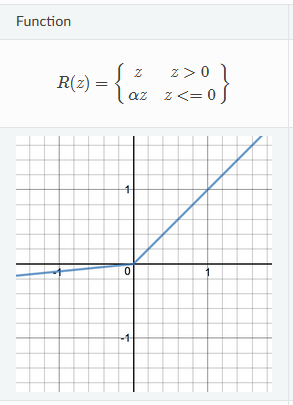 Function
R(z) = { z z > 0
αz z <= 0 }
1
-1 0 1
-1